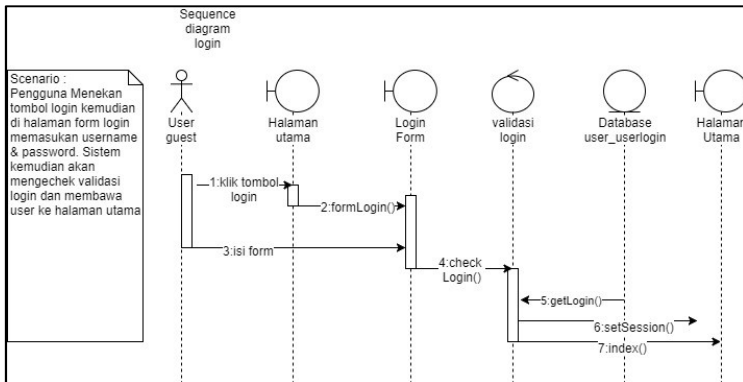 Sequence
diagram
login
Scenario :
Pengguna Menekan
tombol login kemudian
di halaman form login
memasukan username
& password. Sistem
kemudian akan
mengechek validasi
login dan membawa
user ke halaman utama
User
guest
Halaman
utama
Login
Form
validasi
login
Database
user_userlogin
Halaman
Utama
1:klik tombol
login
2:formLogin()
3:isi form
4:check
Login()
5:getLogin()
6:setSession()
7:index()